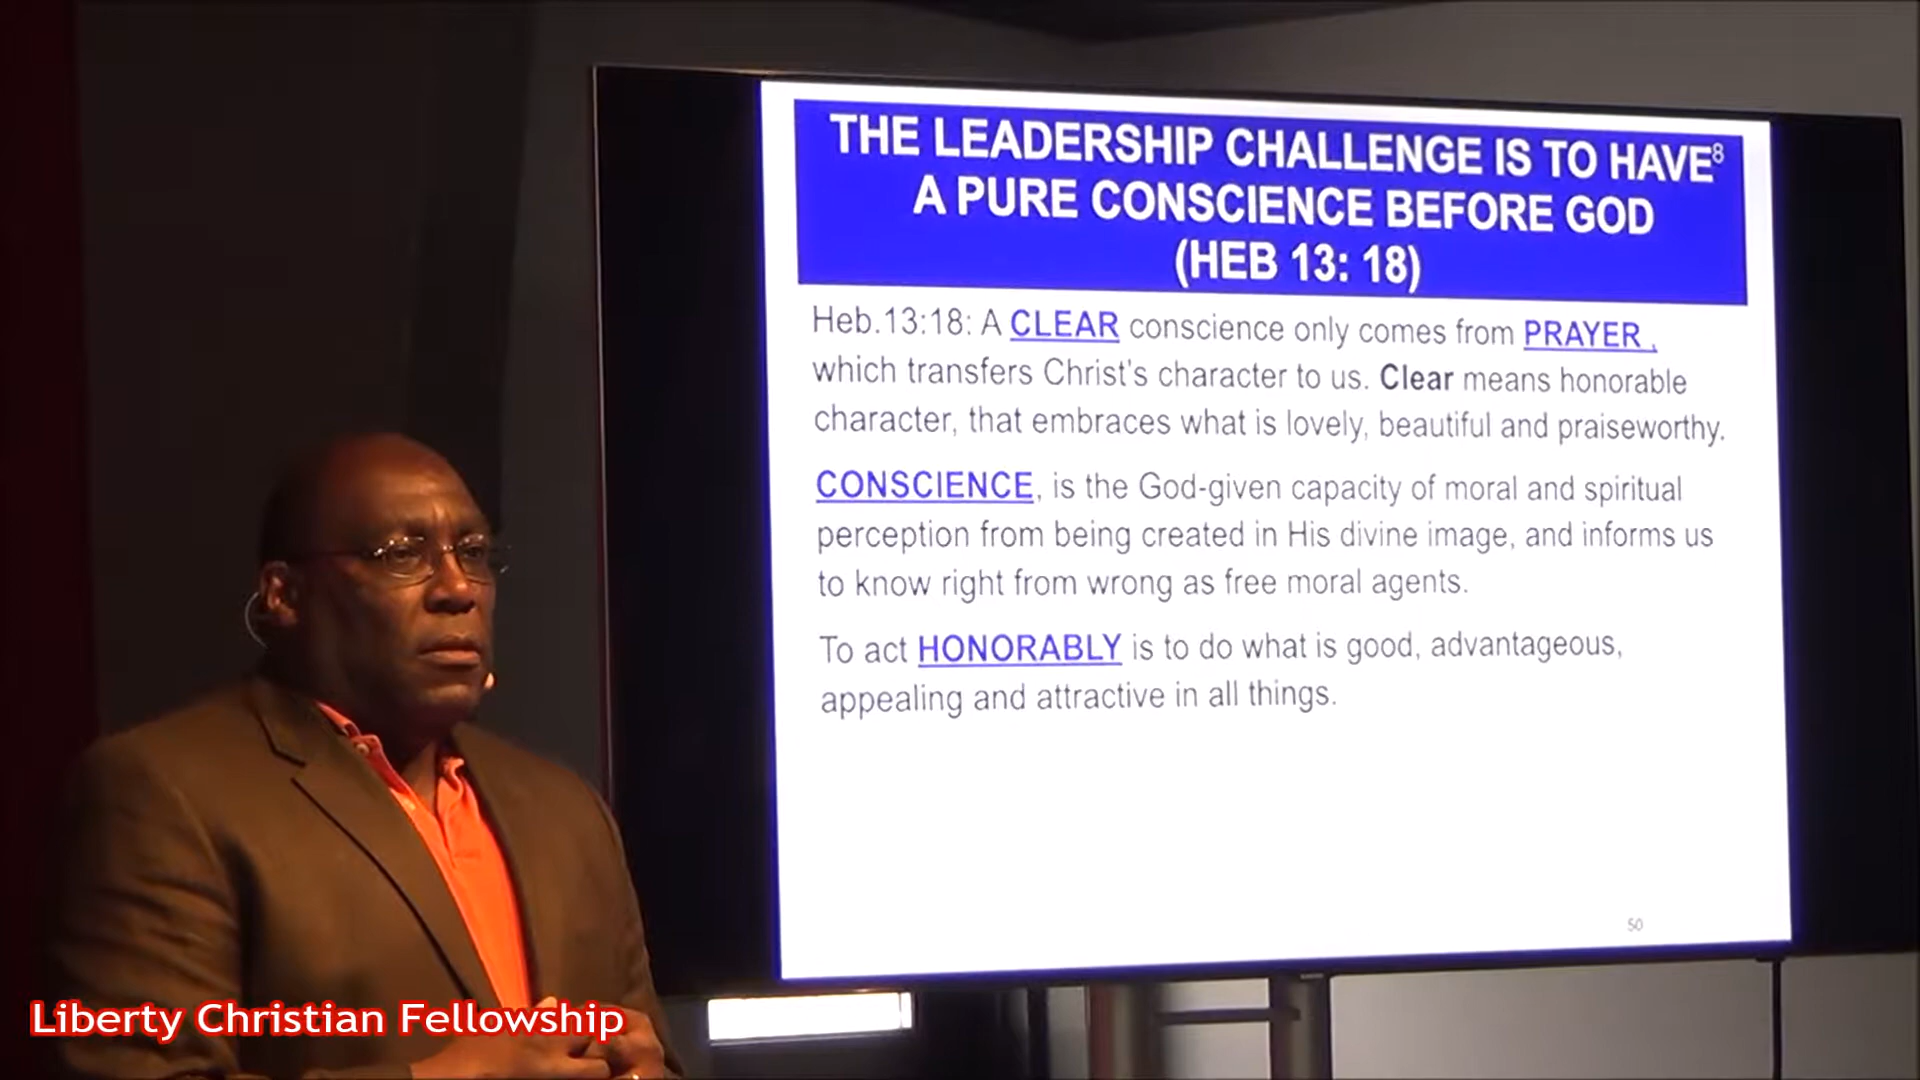 THE LEADERSHIP CHALLENGE IS TO HAVE8
A PURE CONSCIENCE BEFORE GOD
(HEB 13: 18)
Heb.13:18: A CLEAR conscience only comes from PRAYER ,
which transfers Christ's character to us. Clear means honorable
character, that embraces what is lovely, beautiful and praiseworthy.
CONSCIENCE, is the God-given capacity of moral and spiritual
perception from being created in His divine image, and informs us
to know right from wrong as free moral agents.
To act HONORABLY is to do what is good, advantageous,
appealing and attractive in all things.
50
Liberty Christian Fellowship